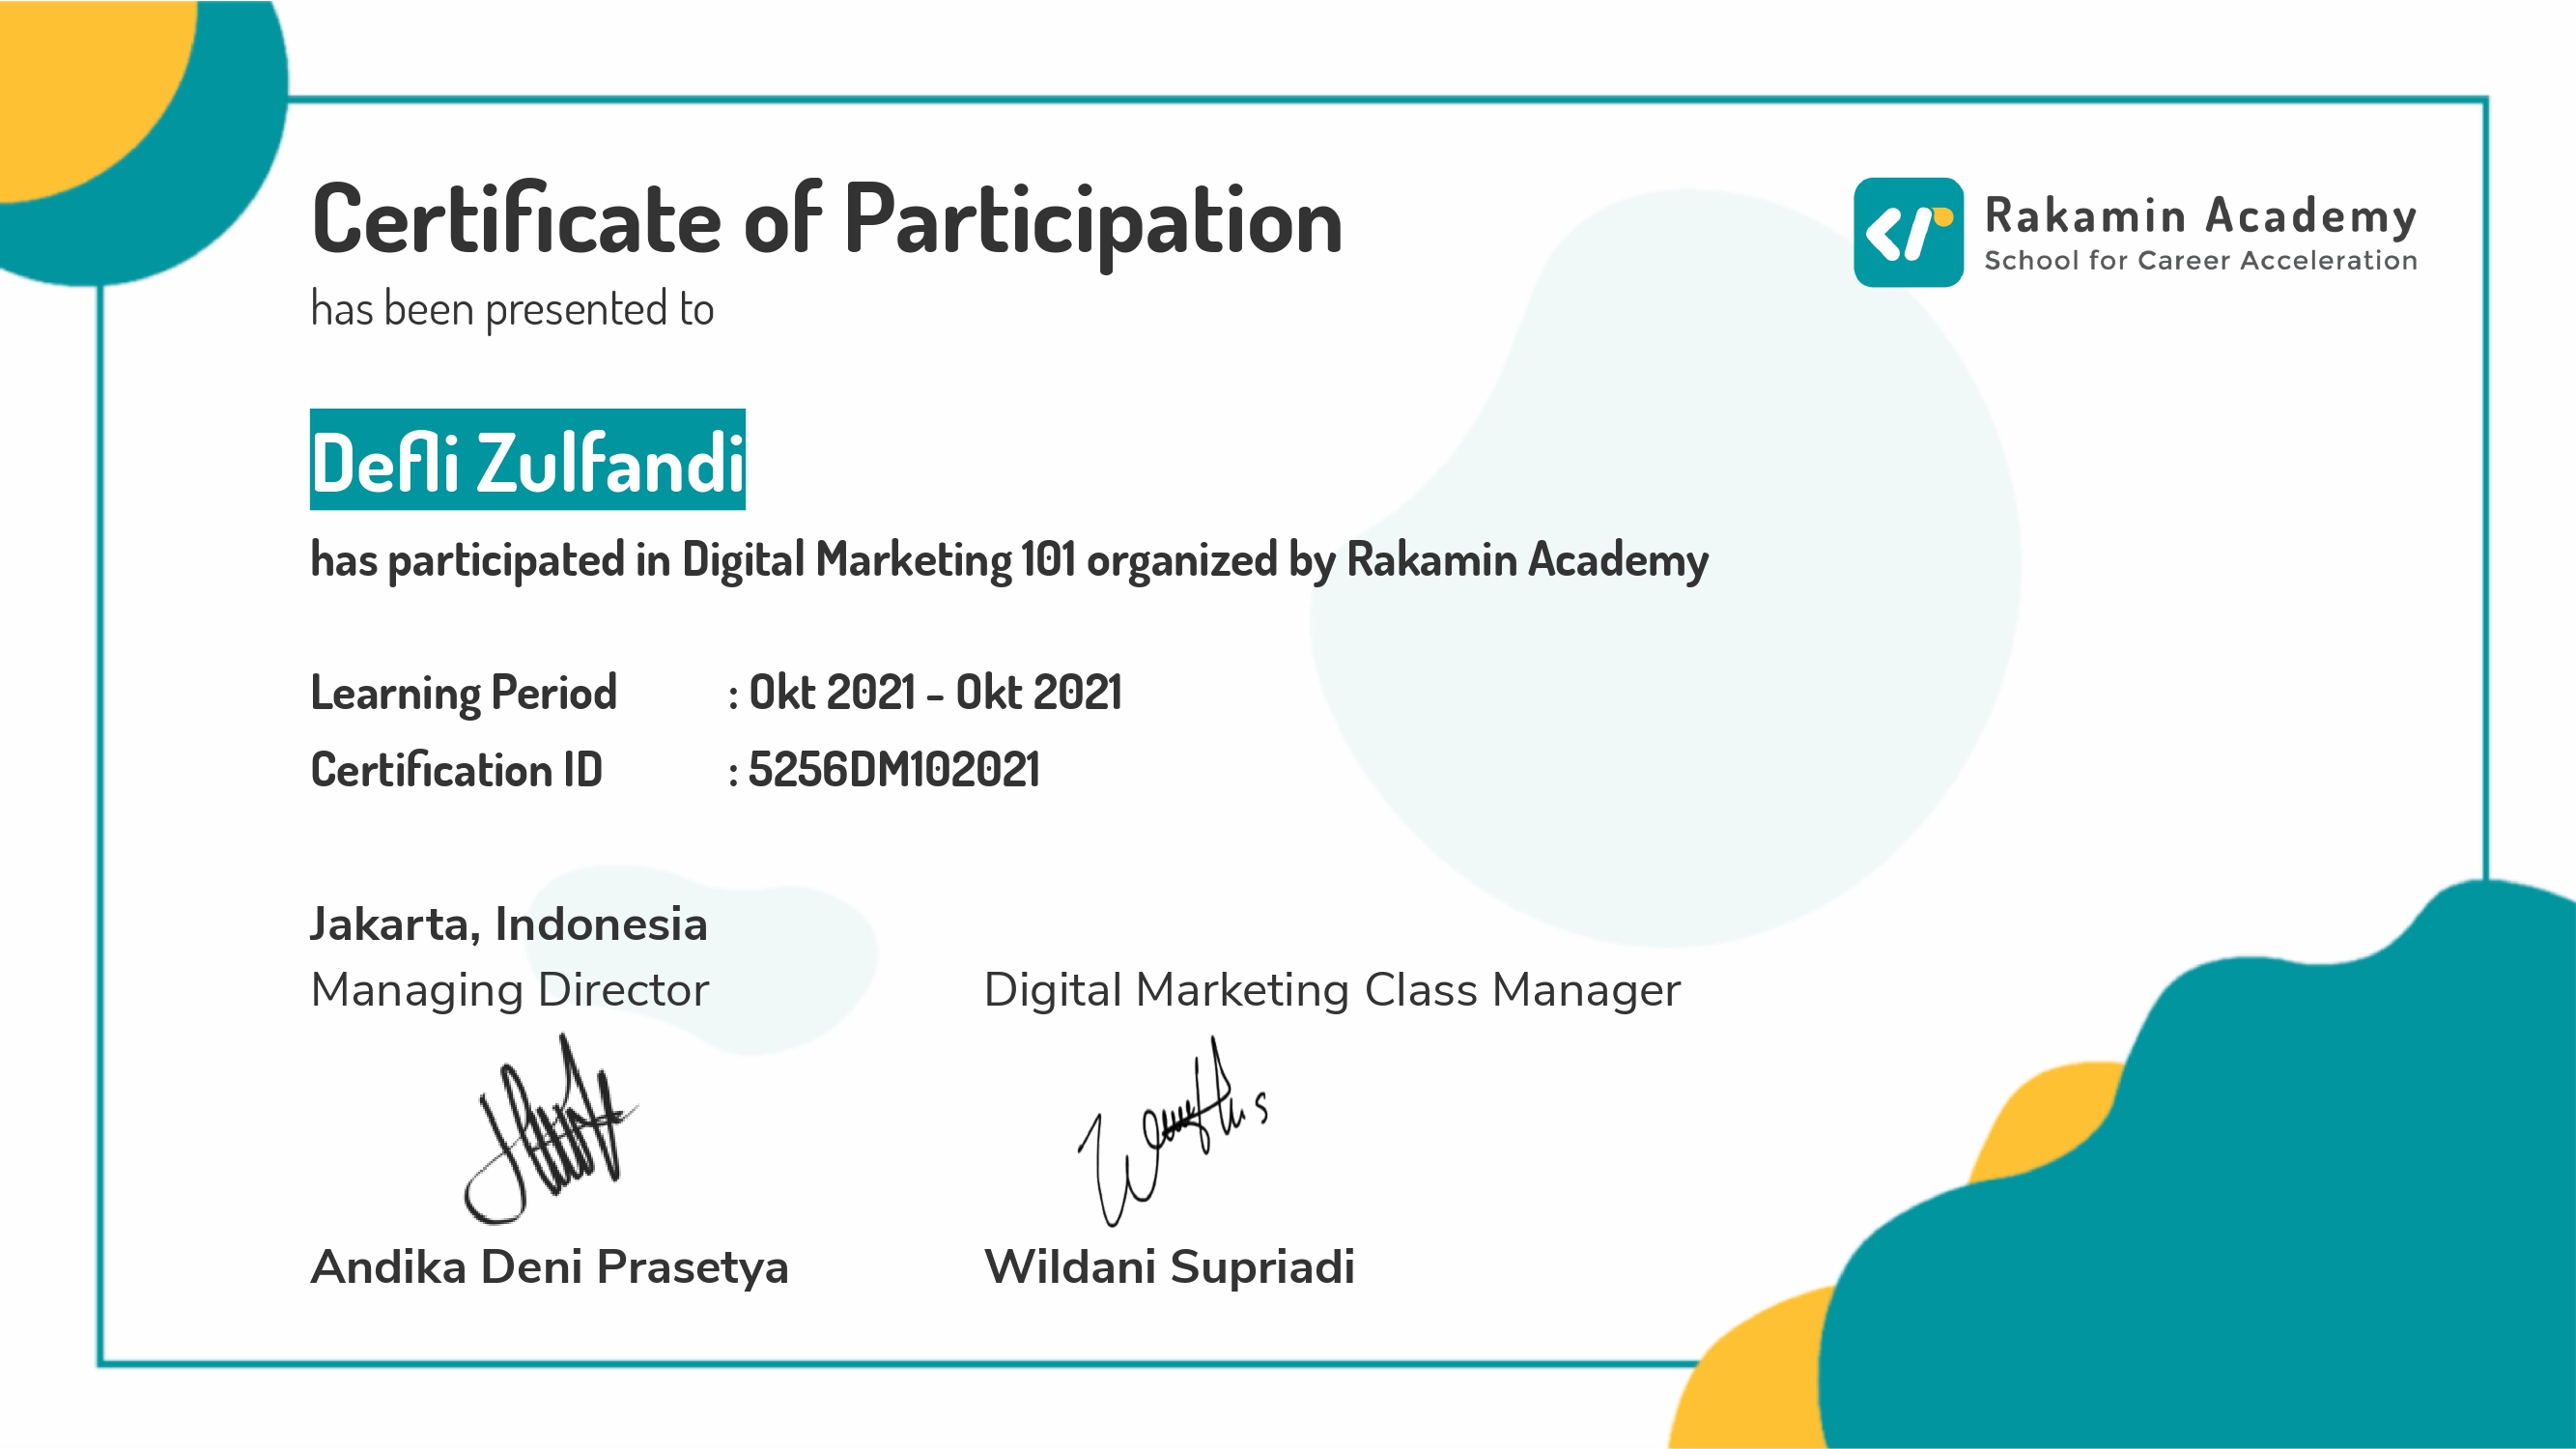 Certificate of Participation
has been presented to
Rakamin Academy
School for Career Acceleration
Defli Zulfandi
has participated in Digital Marketing 101 organized by Rakamin Academy
Learning Period : Okt 2021 - Okt 2021
Certification ID : 5256DM102021
Jakarta, Indonesia
Managing Director
Digital Marketing Class Manager
Andika Deni Prasetya
Wildani Supriadi